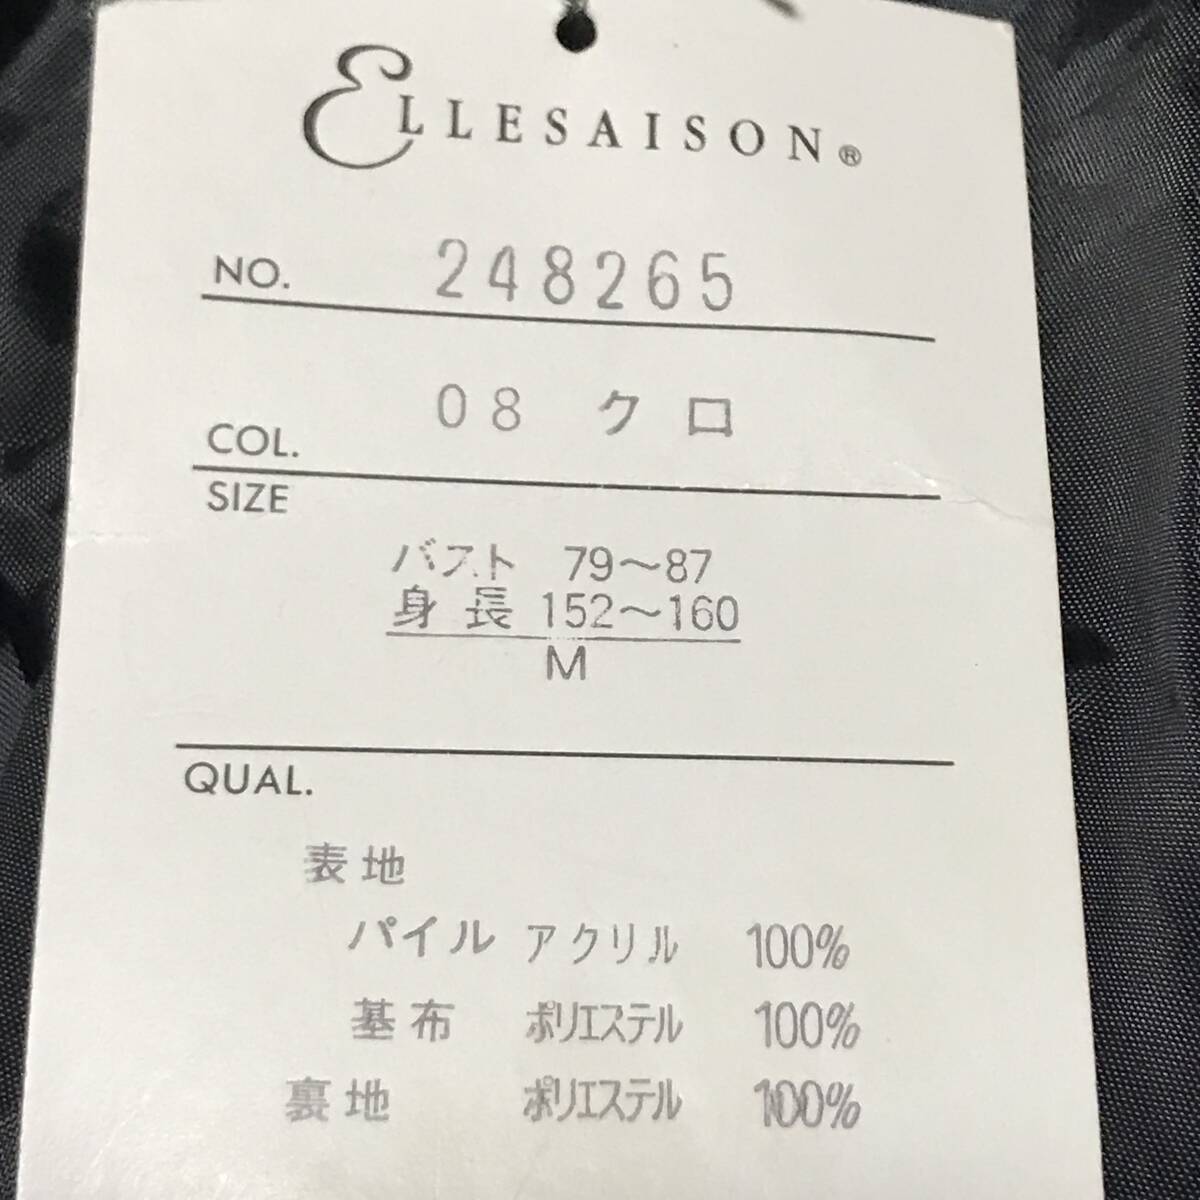 ELLESAISON®
NO. 248265
COL. 08 クロ
SIZE
バスト 79〜87
身長 152〜160
M
QUAL.
表地
パイル アクリル 100%
基布 ポリエステル 100%
裏地 ポリエステル 100%